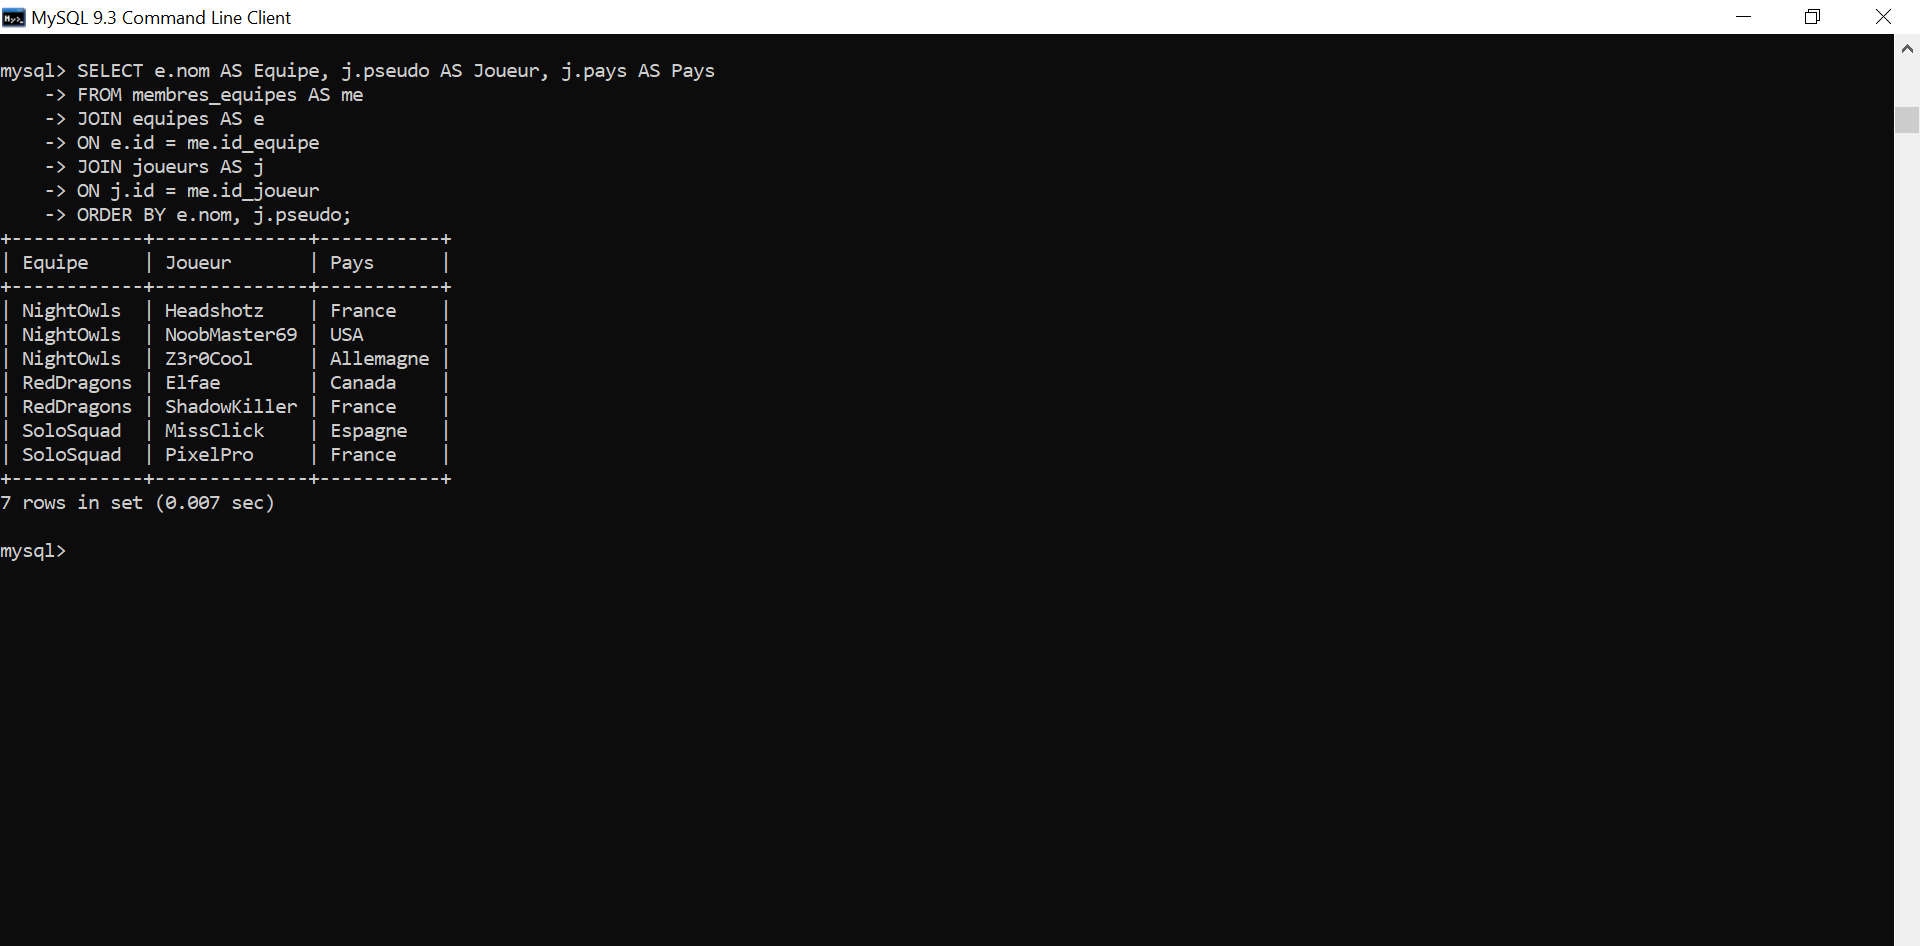 MySQL 9.3 Command Line Client
mysql> SELECT e.nom AS Equipe, j.pseudo AS Joueur, j.pays AS Pays
    -> FROM membres_equipes AS me
    -> JOIN equipes AS e
    -> ON e.id = me.id_equipe
    -> JOIN joueurs AS j
    -> ON j.id = me.id_joueur
    -> ORDER BY e.nom, j.pseudo;
+------------+--------------+-----------+
| Equipe     | Joueur       | Pays      |
+------------+--------------+-----------+
| NightOwls  | Headshotz    | France    |
| NightOwls  | NoobMaster69 | USA       |
| NightOwls  | Z3r0Cool     | Allemagne |
| RedDragons | Elfae        | Canada    |
| RedDragons | ShadowKiller | France    |
| SoloSquad  | MissClick    | Espagne   |
| SoloSquad  | PixelPro     | France    |
+------------+--------------+-----------+
7 rows in set (0.007 sec)
mysql>